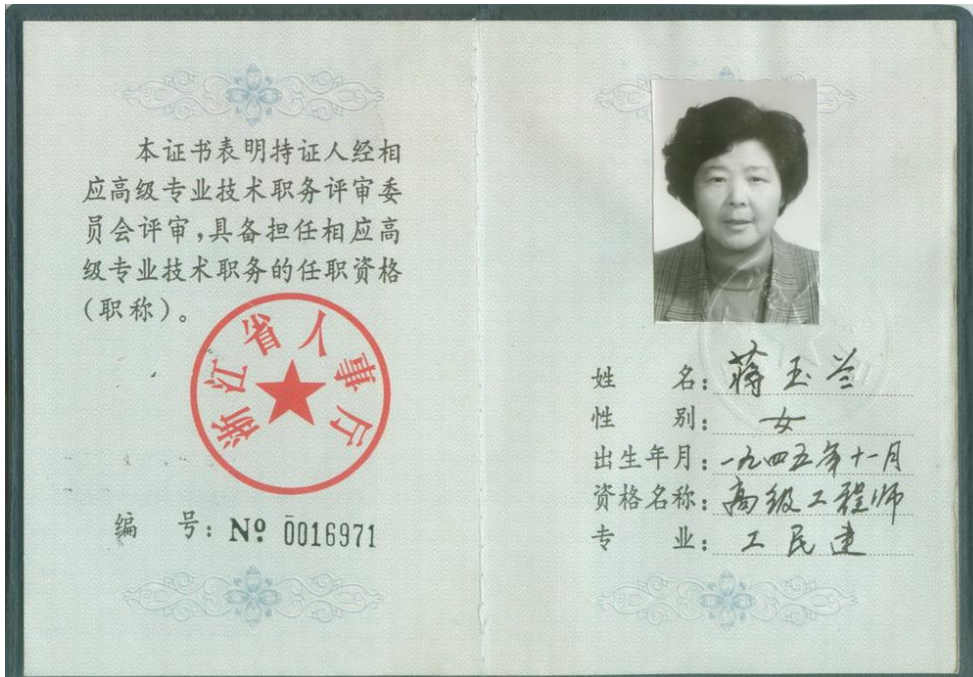 本证书表明持证人经相
应高级专业技术职务评审委
员会评审,具备担任相应高
级专业技术职务的任职资格
(职称)。
浙江省人事厅
编 号: Nº 0016971
姓 名: 蒋玉兰
性 别: 女
出生年月: 一九四五年十一月
资格名称: 高级工程师
专 业: 工民建